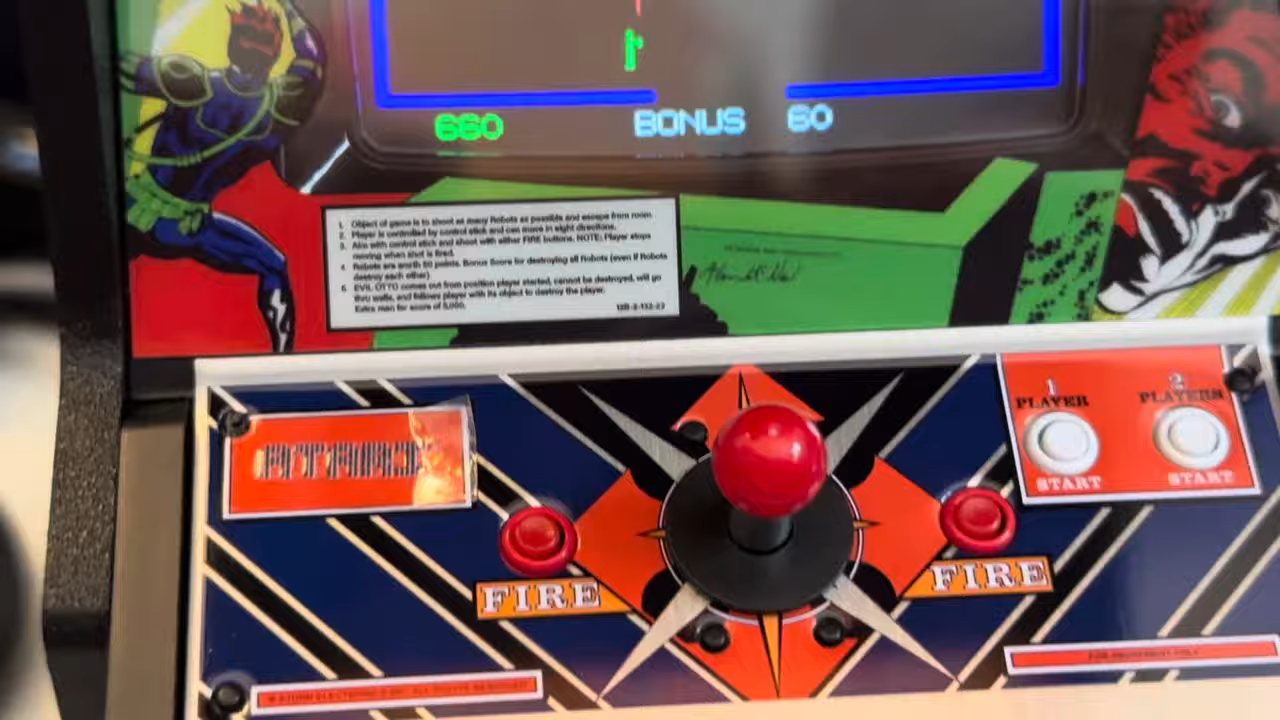 660 BONUS 60
1. Object of game is to shoot as many Robots as possible and escape from room.
2. Player is controlled by control stick and can move in eight directions.
3. Aim with control stick and shoot with either FIRE buttons. NOTE: Player stops
moving when shot is fired.
4. Robots are worth 50 points. Bonus Score for destroying all Robots (even if Robots
destroy each other).
5. EVIL OTTO comes out from position player started, cannot be destroyed, will go
thru walls, and follows player with its object to destroy the player.
Extra man for score of 5,000.
ATARI
1
PLAYER
START
2
PLAYERS
START
FIRE
FIRE
FOR AMUSEMENT ONLY